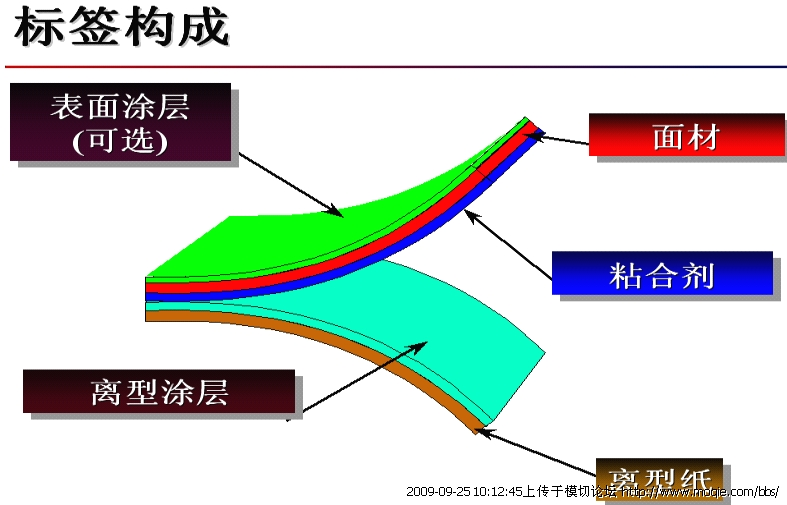 标签构成
表面涂层
(可选)
面材
粘合剂
离型涂层
离型纸
2009-09-25 10:12:45上传于模切论坛 http://www.moqie.com/bbs/